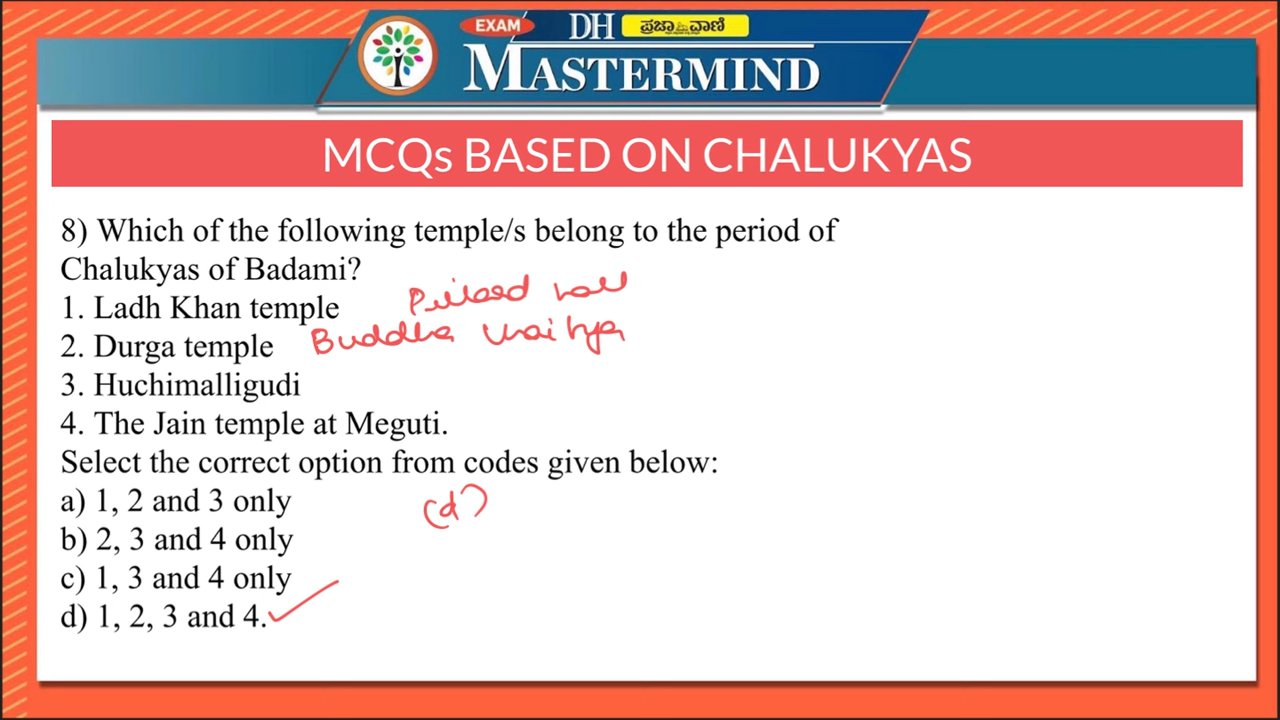 EXAM DH ಪ್ರಜಾವಾಣಿ
MASTERMIND
MCQs BASED ON CHALUKYAS
8) Which of the following temple/s belong to the period of
Chalukyas of Badami?
1. Ladh Khan temple
2. Durga temple Buddha
3. Huchimalligudi
4. The Jain temple at Meguti.
Select the correct option from codes given below:
a) 1, 2 and 3 only (d)
b) 2, 3 and 4 only
c) 1, 3 and 4 only
d) 1, 2, 3 and 4.